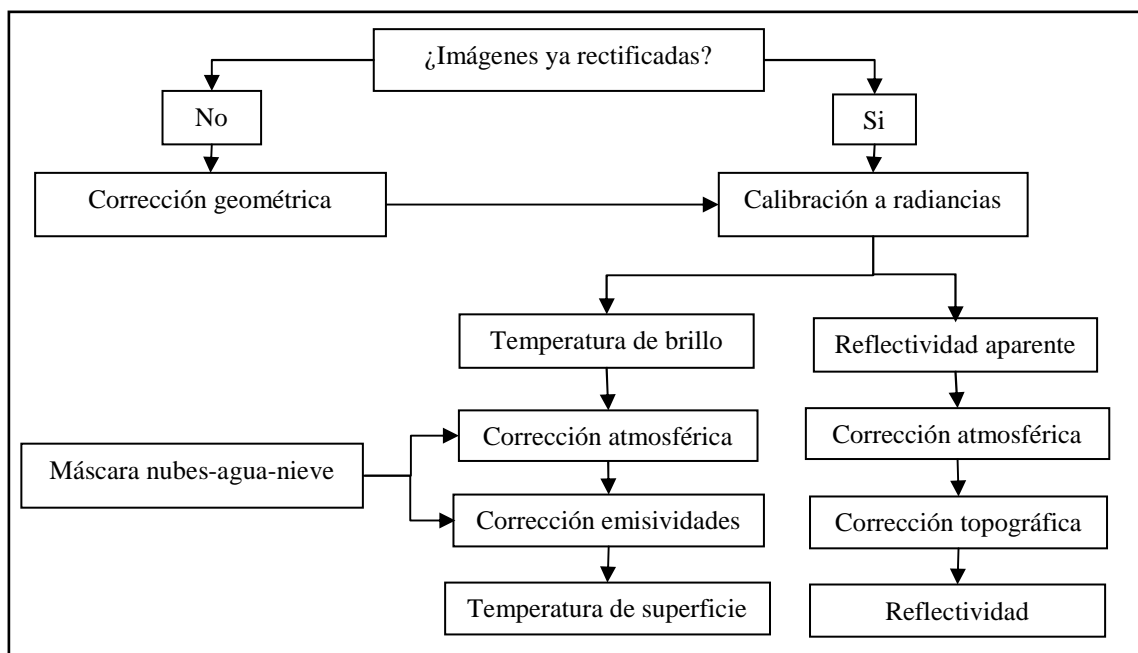 ¿Imágenes ya rectificadas?
No
Si
Corrección geométrica
Calibración a radiancias
Temperatura de brillo
Reflectividad aparente
Corrección atmosférica
Corrección atmosférica
Máscara nubes-agua-nieve
Corrección emisividades
Corrección topográfica
Temperatura de superficie
Reflectividad